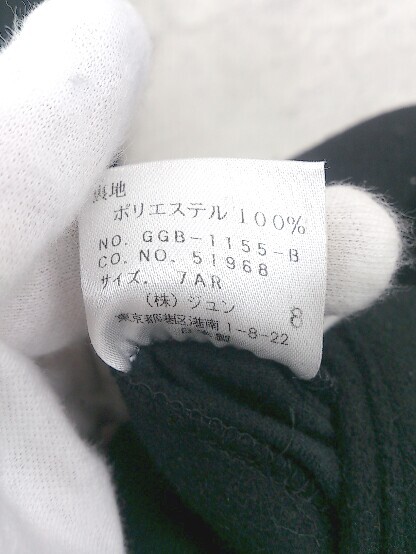 裏地
ポリエステル 100%
NO. GGB-1155-B
CO. NO. 51968
サイズ. 7AR
(株)ジュン 8
東京都港区港南1-8-22